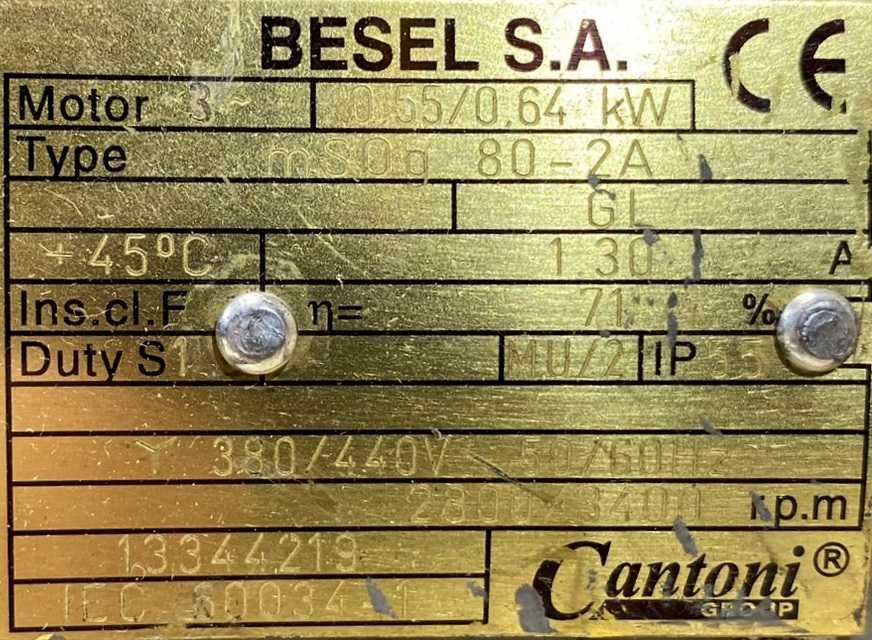 BESEL S.A. CE
Motor 3~ 0.55/0.64 kW
Type mSOg 80-2A
GL
+45ºC 1.30 A
Ins.cl.F η= 71 %
Duty S1 MU/2 IP 55
Y 380/440V 50/60Hz
2800/3400 r.p.m
13344219
IEC 60034-1
Cantoni®
GROUP